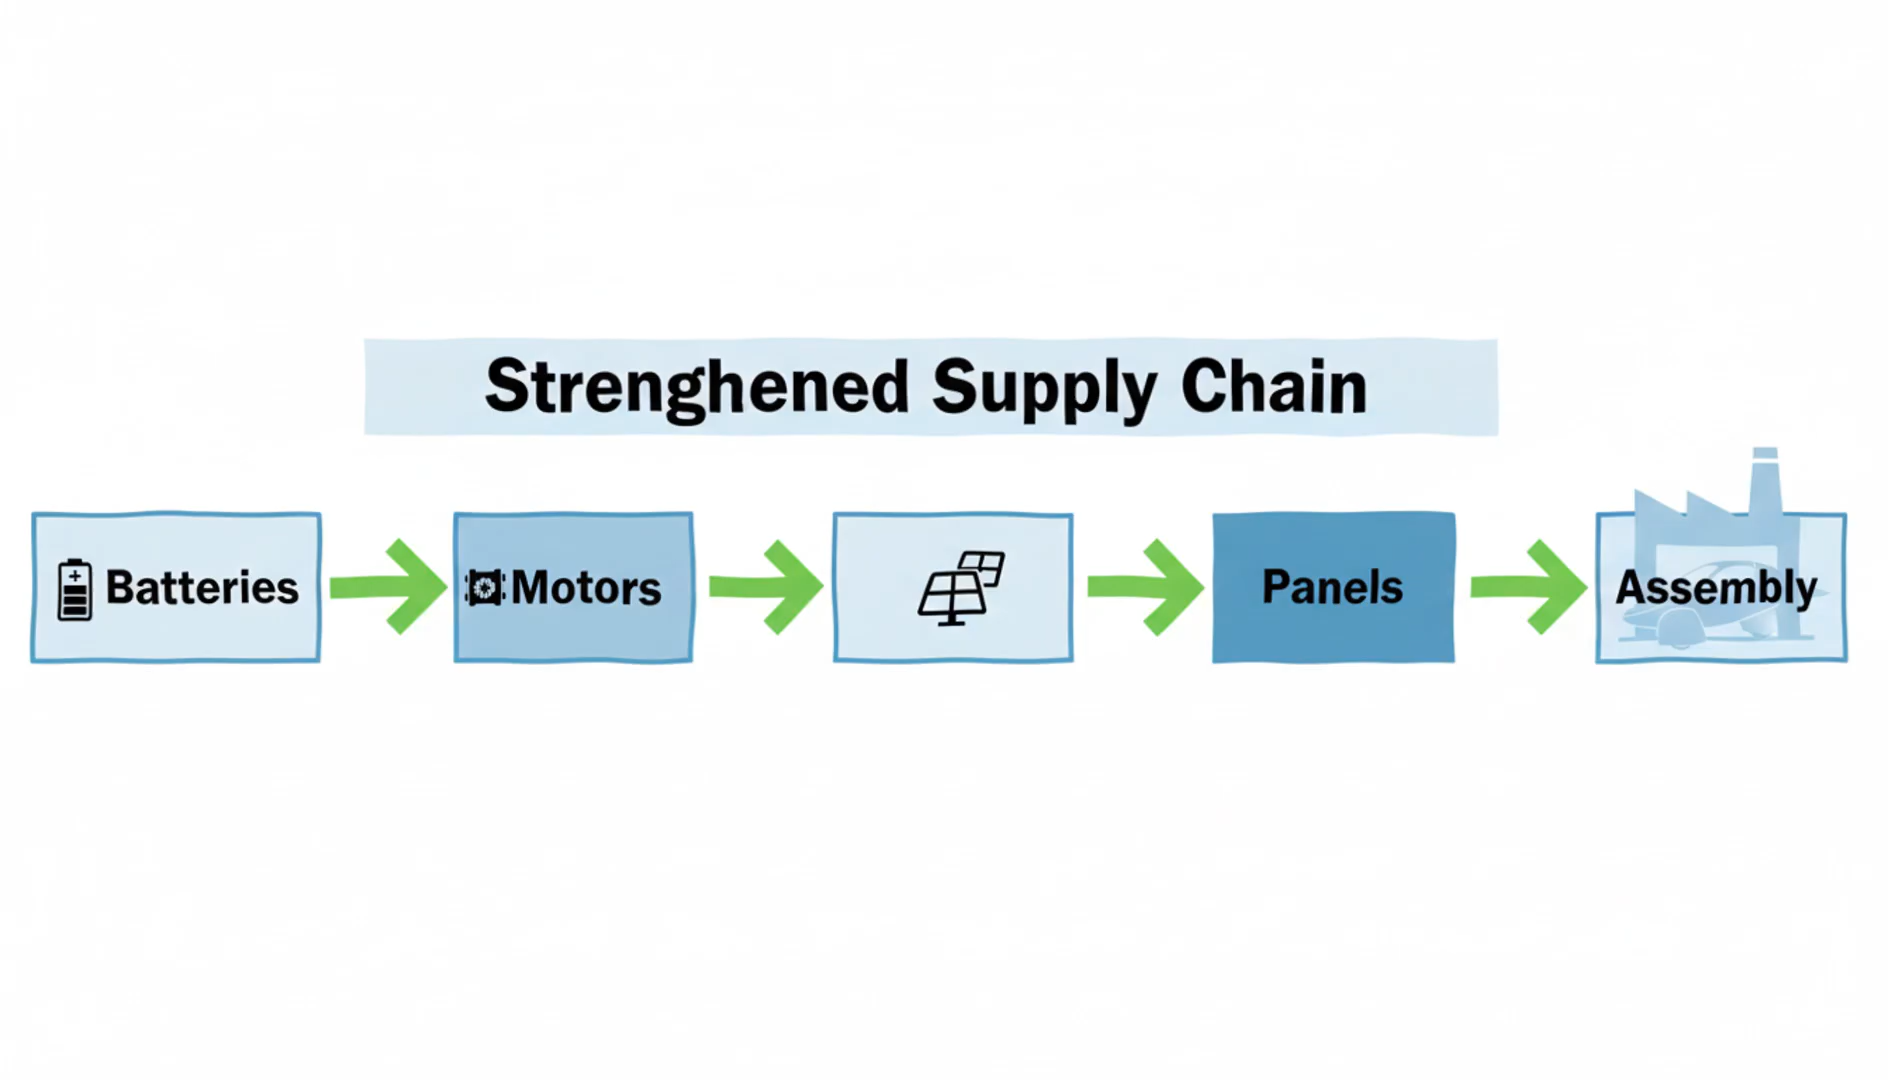 Strenghened Supply Chain
Batteries
Motors
Panels
Assembly